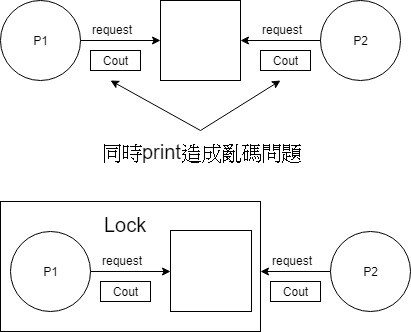 P1
request
request
P2
Cout
Cout
同時print造成亂碼問題
Lock
P1
request
request
P2
Cout
Cout